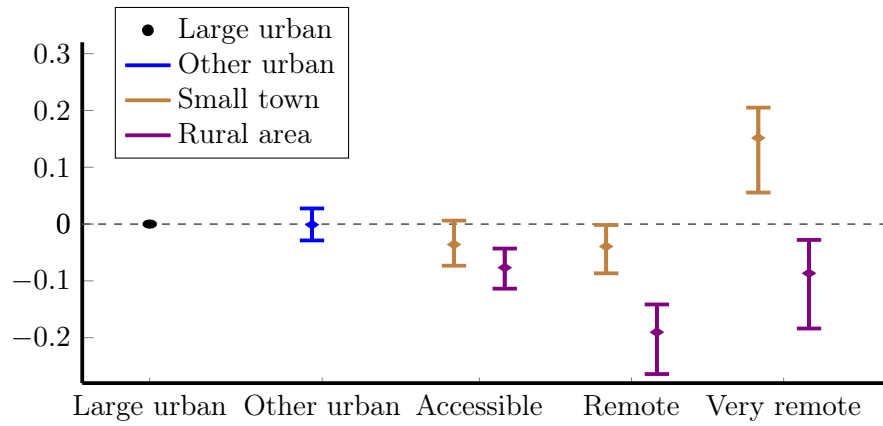 Large urban
Other urban
Small town
Rural area
0.3
0.2
0.1
0
−0.1
−0.2
Large urban Other urban Accessible Remote Very remote